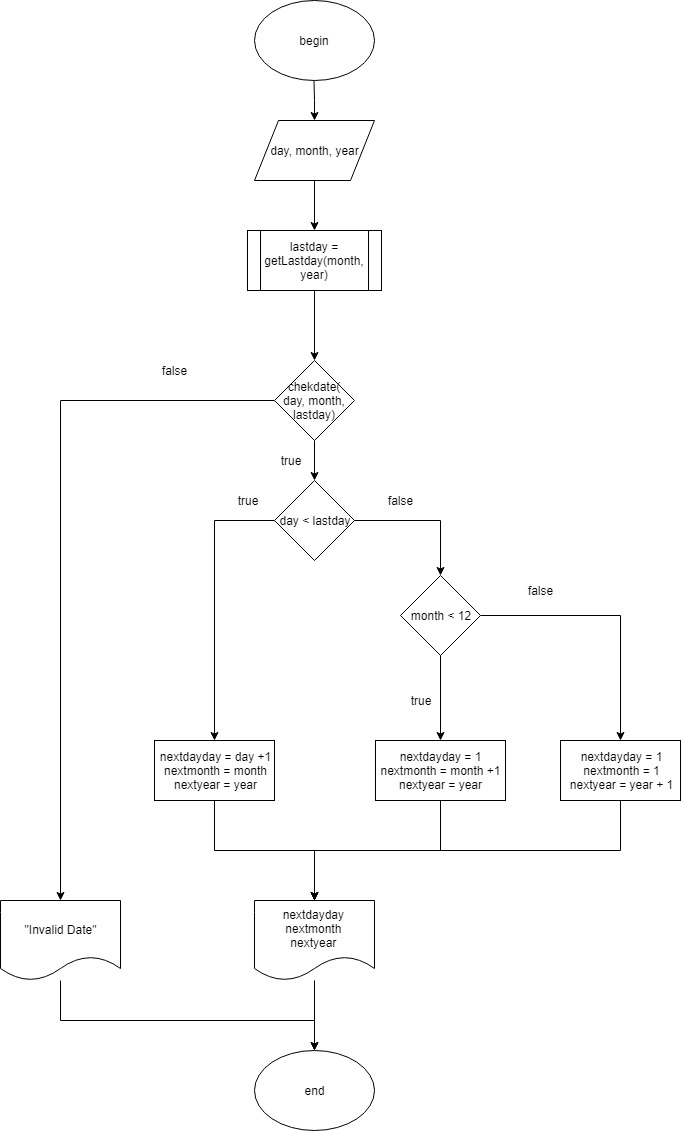 begin
day, month, year
lastday =
getLastday(month,
year)
false
chekdate(
day, month,
lastday)
true
true
false
day < lastday
false
month < 12
true
nextdayday = day +1
nextmonth = month
nextyear = year
nextdayday = 1
nextmonth = month +1
nextyear = year
nextdayday = 1
nextmonth = 1
nextyear = year + 1
"Invalid Date"
nextdayday
nextmonth
nextyear
end